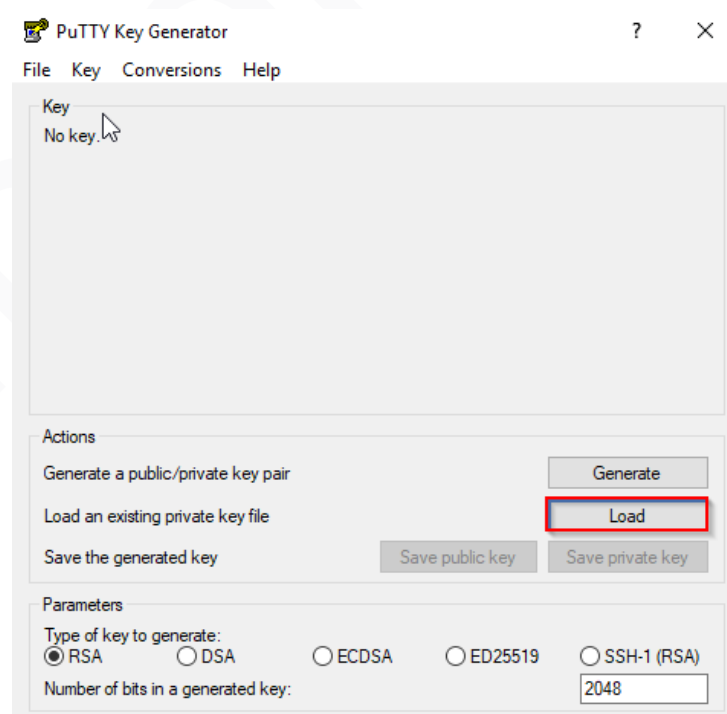 PuTTY Key Generator ?
File Key Conversions Help
Key
No key.
Actions
Generate a public/private key pair Generate
Load an existing private key file Load
Save the generated key Save public key Save private key
Parameters
Type of key to generate:
RSA DSA ECDSA ED25519 SSH-1 (RSA)
Number of bits in a generated key: 2048